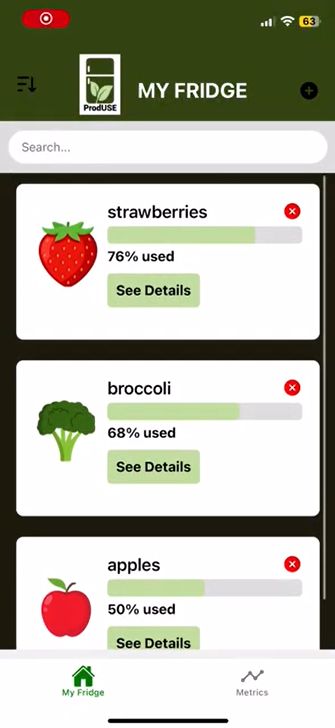 63
ProdUSE
MY FRIDGE
Search...
strawberries
76% used
See Details
broccoli
68% used
See Details
apples
50% used
See Details
My Fridge
Metrics